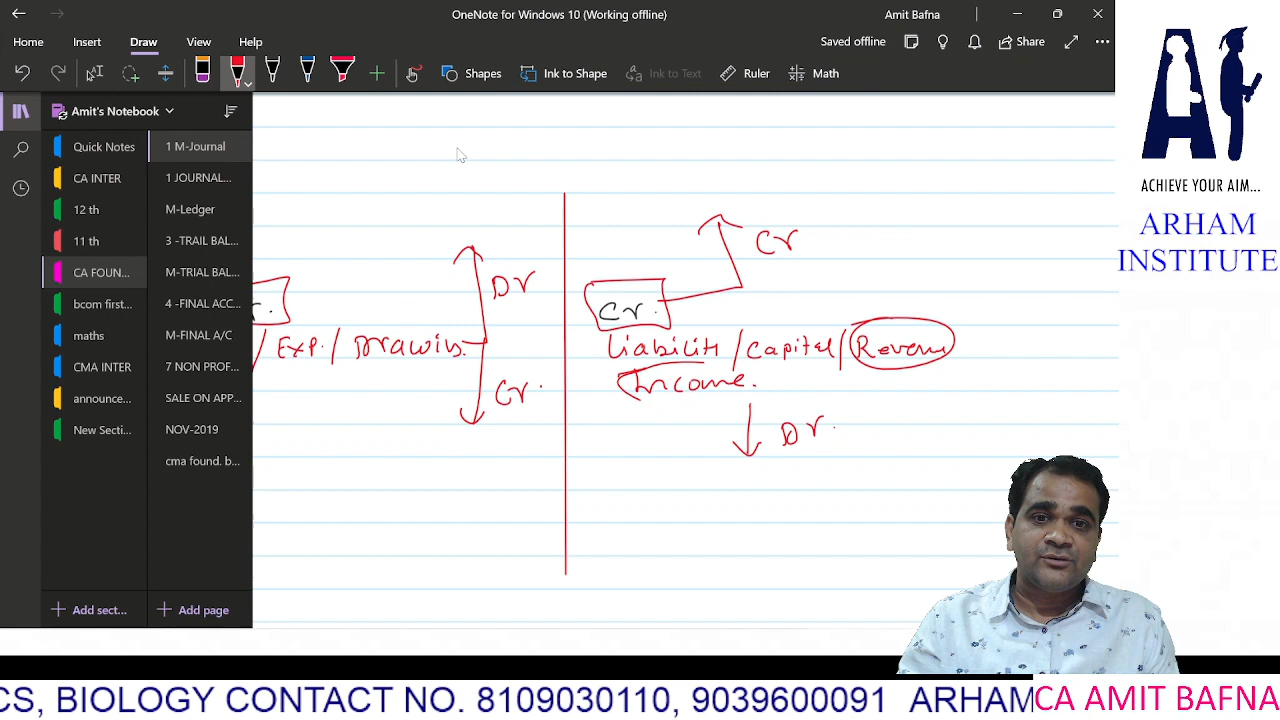 OneNote for Windows 10 (Working offline)
Amit Bafna
Home Insert Draw View Help
Saved offline
Share
Shapes Ink to Shape Ink to Text Ruler Math
Amit's Notebook
Quick Notes
CA INTER
12 th
11 th
CA FOUN...
bcom first...
maths
CMA INTER
announce...
New Secti...
Add sect...
1 M-Journal
1 JOURNAL...
M-Ledger
3 -TRAIL BAL...
M-TRIAL BAL...
4 -FINAL ACC...
M-FINAL A/C
7 NON PROF...
SALE ON APP...
NOV-2019
cma found. b...
Add page
Dr
r.
/ Exp. / Drawing.
Cr.
Cr
Cr.
Liability / Capital / Revenue
Income.
Dr.
ACHIEVE YOUR AIM...
ARHAM
INSTITUTE
CS, BIOLOGY CONTACT NO. 8109030110, 9039600091 ARHAM
CA AMIT BAFNA